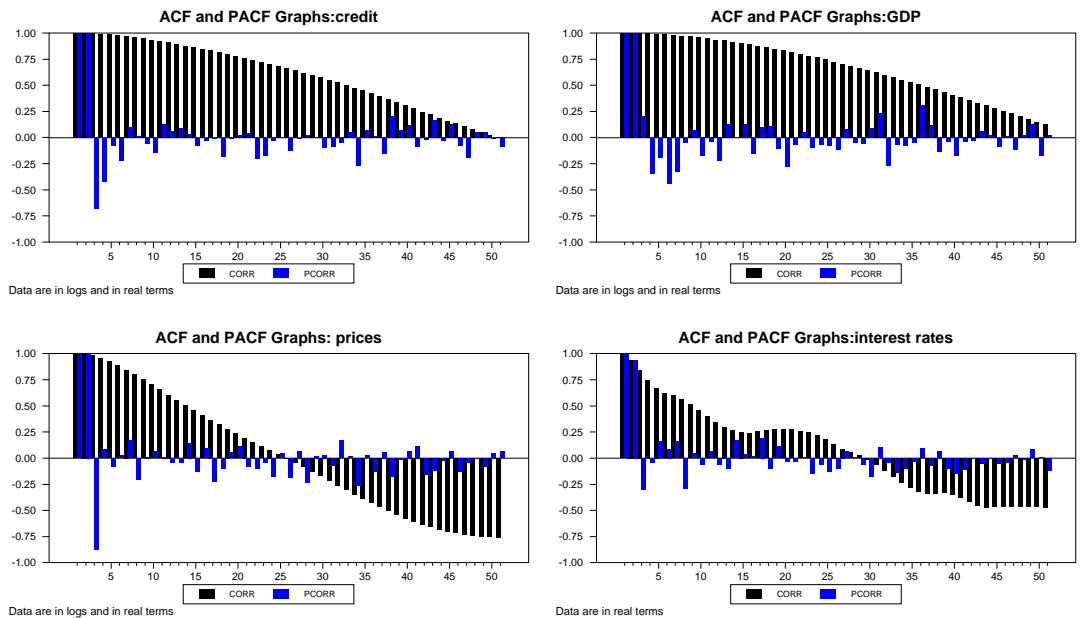 ACF and PACF Graphs:credit
1.00
0.75
0.50
0.25
0.00
-0.25
-0.50
-0.75
-1.00
5 10 15 20 25 30 35 40 45 50
CORR PCORR
Data are in logs and in real terms
ACF and PACF Graphs:GDP
1.00
0.75
0.50
0.25
0.00
-0.25
-0.50
-0.75
-1.00
5 10 15 20 25 30 35 40 45 50
CORR PCORR
Data are in logs and in real terms
ACF and PACF Graphs: prices
1.00
0.75
0.50
0.25
0.00
-0.25
-0.50
-0.75
-1.00
5 10 15 20 25 30 35 40 45 50
CORR PCORR
Data are in logs and in real terms
ACF and PACF Graphs:interest rates
1.00
0.75
0.50
0.25
0.00
-0.25
-0.50
-0.75
-1.00
5 10 15 20 25 30 35 40 45 50
CORR PCORR
Data are in real terms